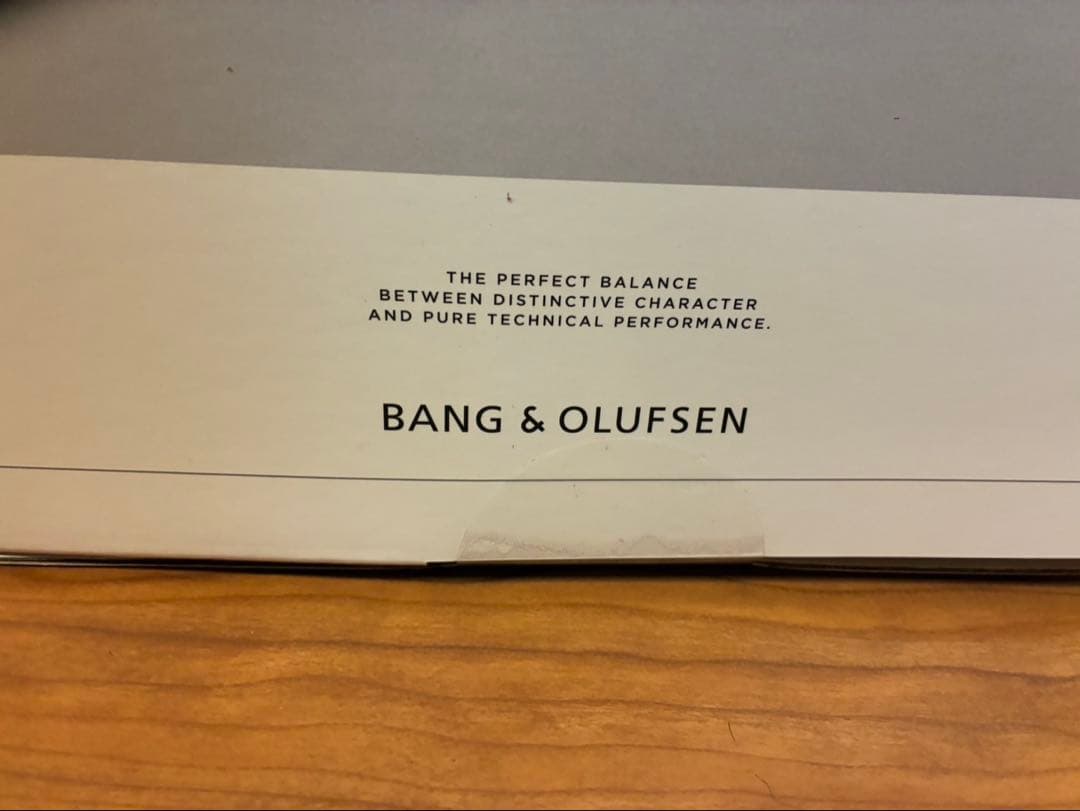 THE PERFECT BALANCE
BETWEEN DISTINCTIVE CHARACTER
AND PURE TECHNICAL PERFORMANCE.
BANG & OLUFSEN